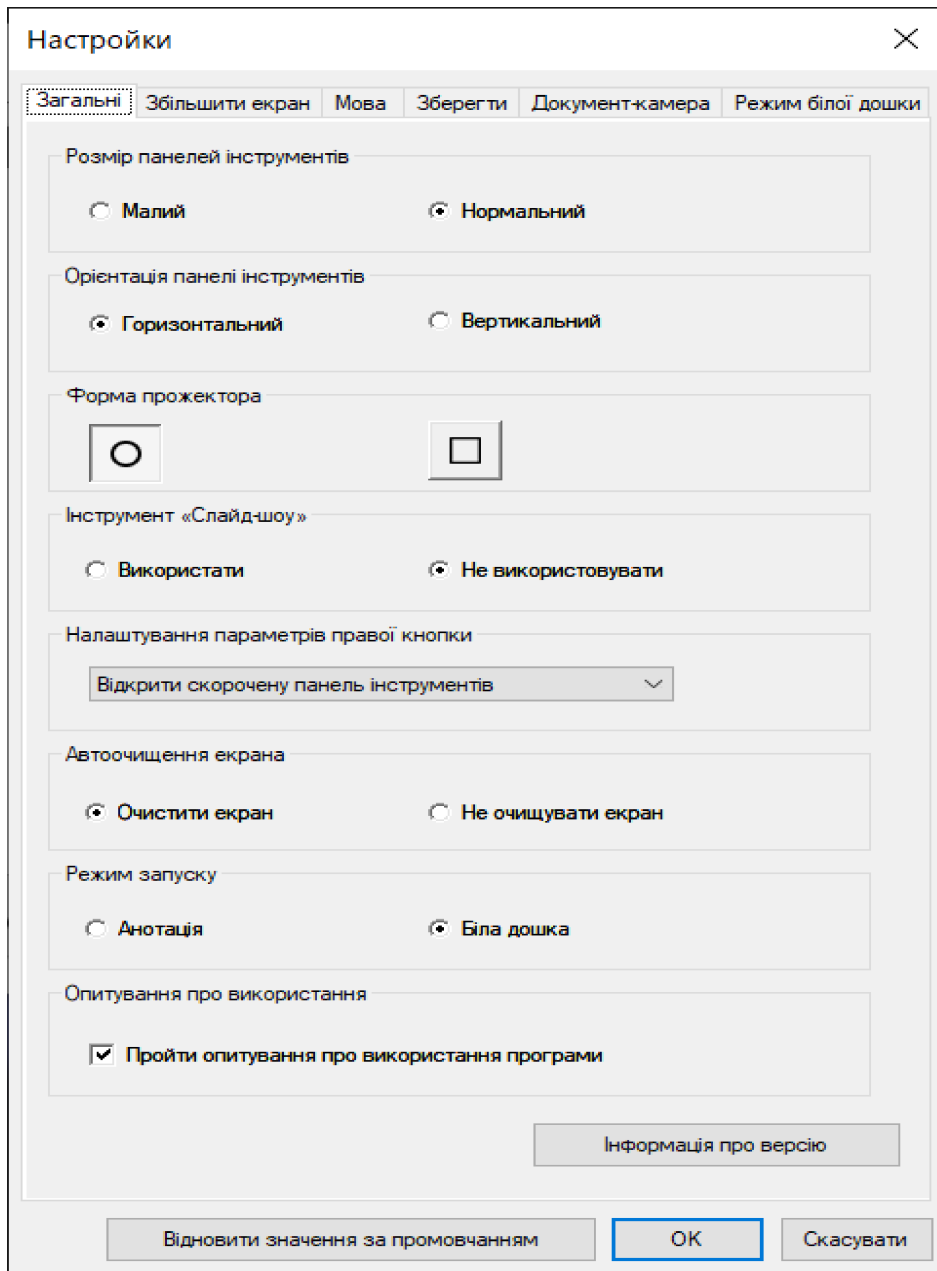 Настройки
Загальні Збільшити екран Мова Зберегти Документ-камера Режим білої дошки
Розмір панелей інструментів
Малий Нормальний
Орієнтація панелі інструментів
Горизонтальний Вертикальний
Форма прожектора
Інструмент «Слайд-шоу»
Використати Не використовувати
Налаштування параметрів правої кнопки
Відкрити скорочену панель інструментів
Автоочищення екрана
Очистити екран Не очищувати екран
Режим запуску
Анотація Біла дошка
Опитування про використання
Пройти опитування про використання програми
Інформація про версію
Відновити значення за промовчанням OK Скасувати